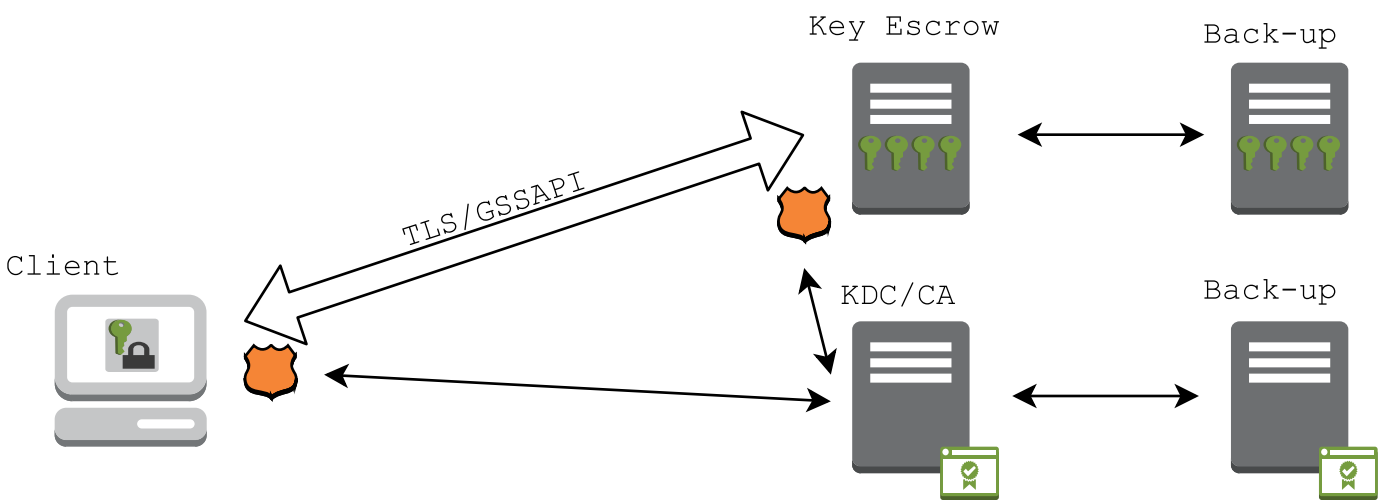 Key Escrow
Back-up
TLS/GSSAPI
Client
KDC/CA
Back-up